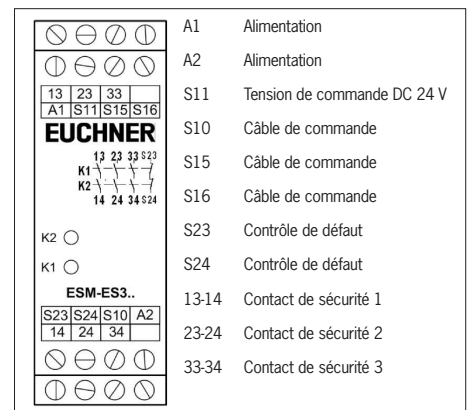 13 23 33
A1 S11 S15 S16
EUCHNER
13 23 33 S23
K1
K2
14 24 34 S24
K2
K1
ESM-ES3..
S23 S24 S10 A2
14 24 34
A1 Alimentation
A2 Alimentation
S11 Tension de commande DC 24 V
S10 Câble de commande
S15 Câble de commande
S16 Câble de commande
S23 Contrôle de défaut
S24 Contrôle de défaut
13-14 Contact de sécurité 1
23-24 Contact de sécurité 2
33-34 Contact de sécurité 3